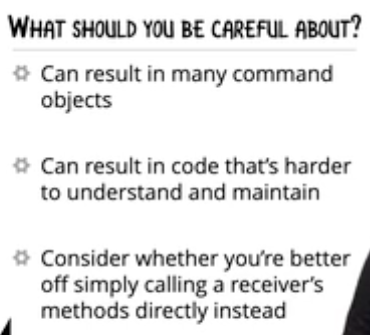 WHAT SHOULD YOU BE CAREFUL ABOUT?
Can result in many command
objects
Can result in code that's harder
to understand and maintain
Consider whether you're better
off simply calling a receiver's
methods directly instead